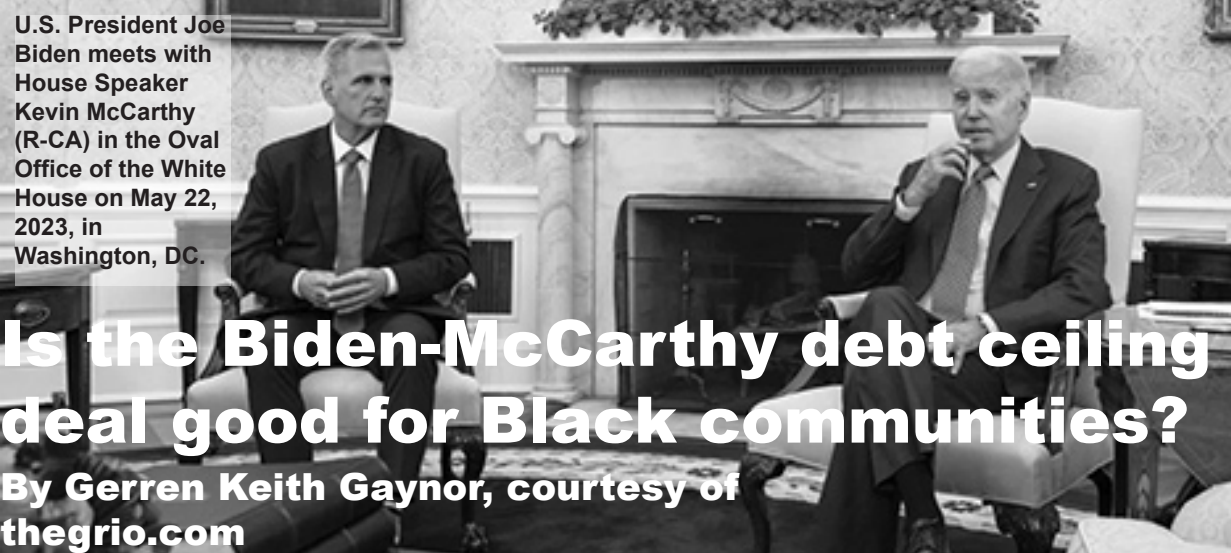 U.S. President Joe
Biden meets with
House Speaker
Kevin McCarthy
(R-CA) in the Oval
Office of the White
House on May 22,
2023, in
Washington, DC.
Is the Biden-McCarthy debt ceiling
deal good for Black communities?
By Gerren Keith Gaynor, courtesy of
thegrio.com